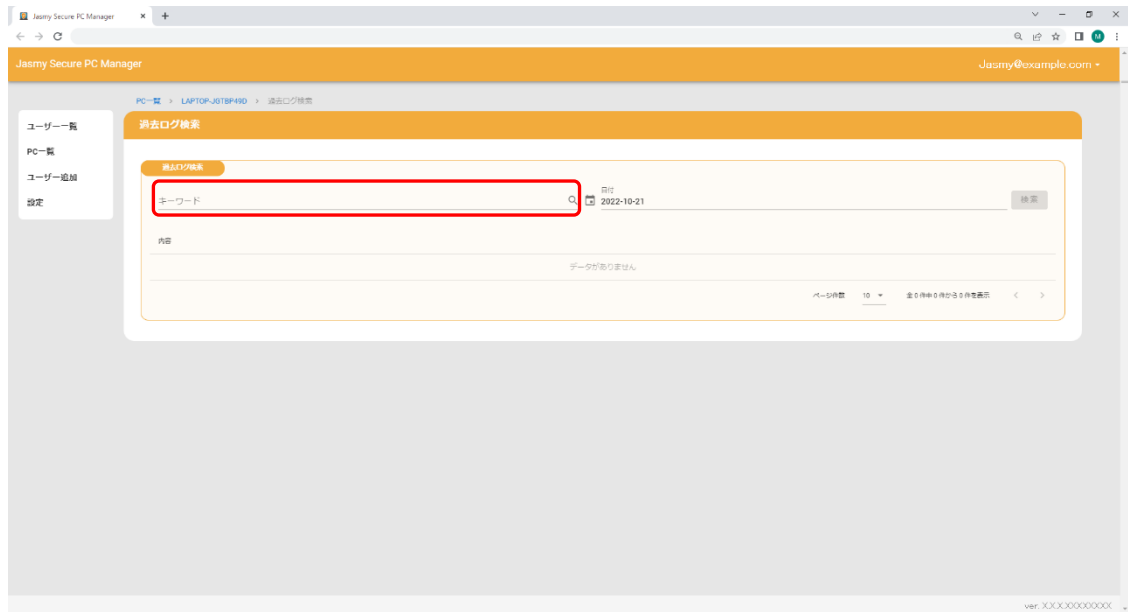 Jasmy Secure PC Manager
Jasmy Secure PC Manager
Jasmy@example.com
PC一覧 > LAPTOP-JGTBP49D > 過去ログ検索
ユーザー一覧
PC一覧
ユーザー追加
設定
過去ログ検索
過去ログ検索
キーワード
日付
2022-10-21
検索
内容
データがありません
ページ件数 10 全 0 件中 0 件から 0 件を表示
ver. X.X.X.XXXXXXXXX